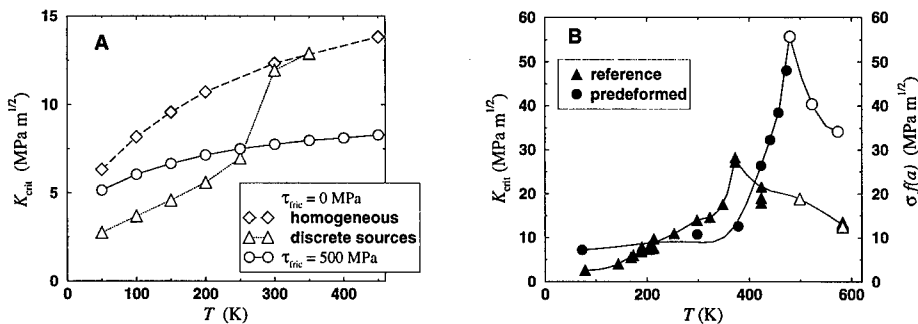 A
15
10
5
0
K_crit (MPa m^1/2)
0 100 200 300 400
T (K)
τ_fric = 0 MPa
homogeneous
discrete sources
τ_fric = 500 MPa
B
60
50
40
30
20
10
0
K_crit (MPa m^1/2)
reference
predeformed
60
50
40
30
20
10
0
σ f(a) (MPa m^1/2)
0 200 400 600
T (K)